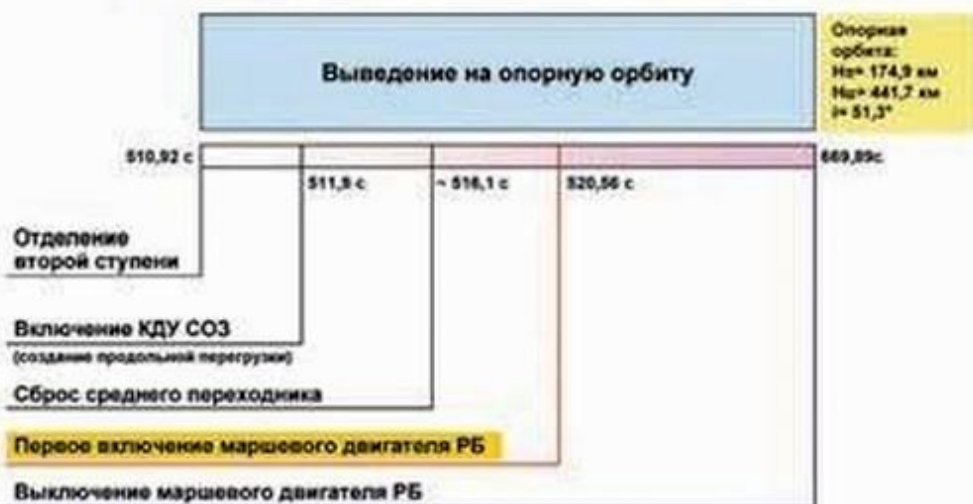 Выведение на опорную орбиту
Опорная
орбита:
Hп= 174,9 км
Hа= 441,7 км
i= 51,3°
510,92 с
669,89с
511,9 с
~ 516,1 с
520,56 с
Отделение
второй ступени
Включение КДУ СОЗ
(создание продольной перегрузки)
Сброс среднего переходника
Первое включение маршевого двигателя РБ
Выключение маршевого двигателя РБ